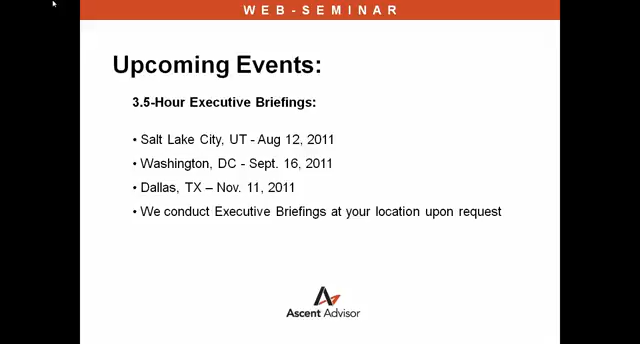 WEB-SEMINAR
Upcoming Events:
3.5-Hour Executive Briefings:
• Salt Lake City, UT - Aug 12, 2011
• Washington, DC - Sept. 16, 2011
• Dallas, TX – Nov. 11, 2011
• We conduct Executive Briefings at your location upon request
Ascent Advisor